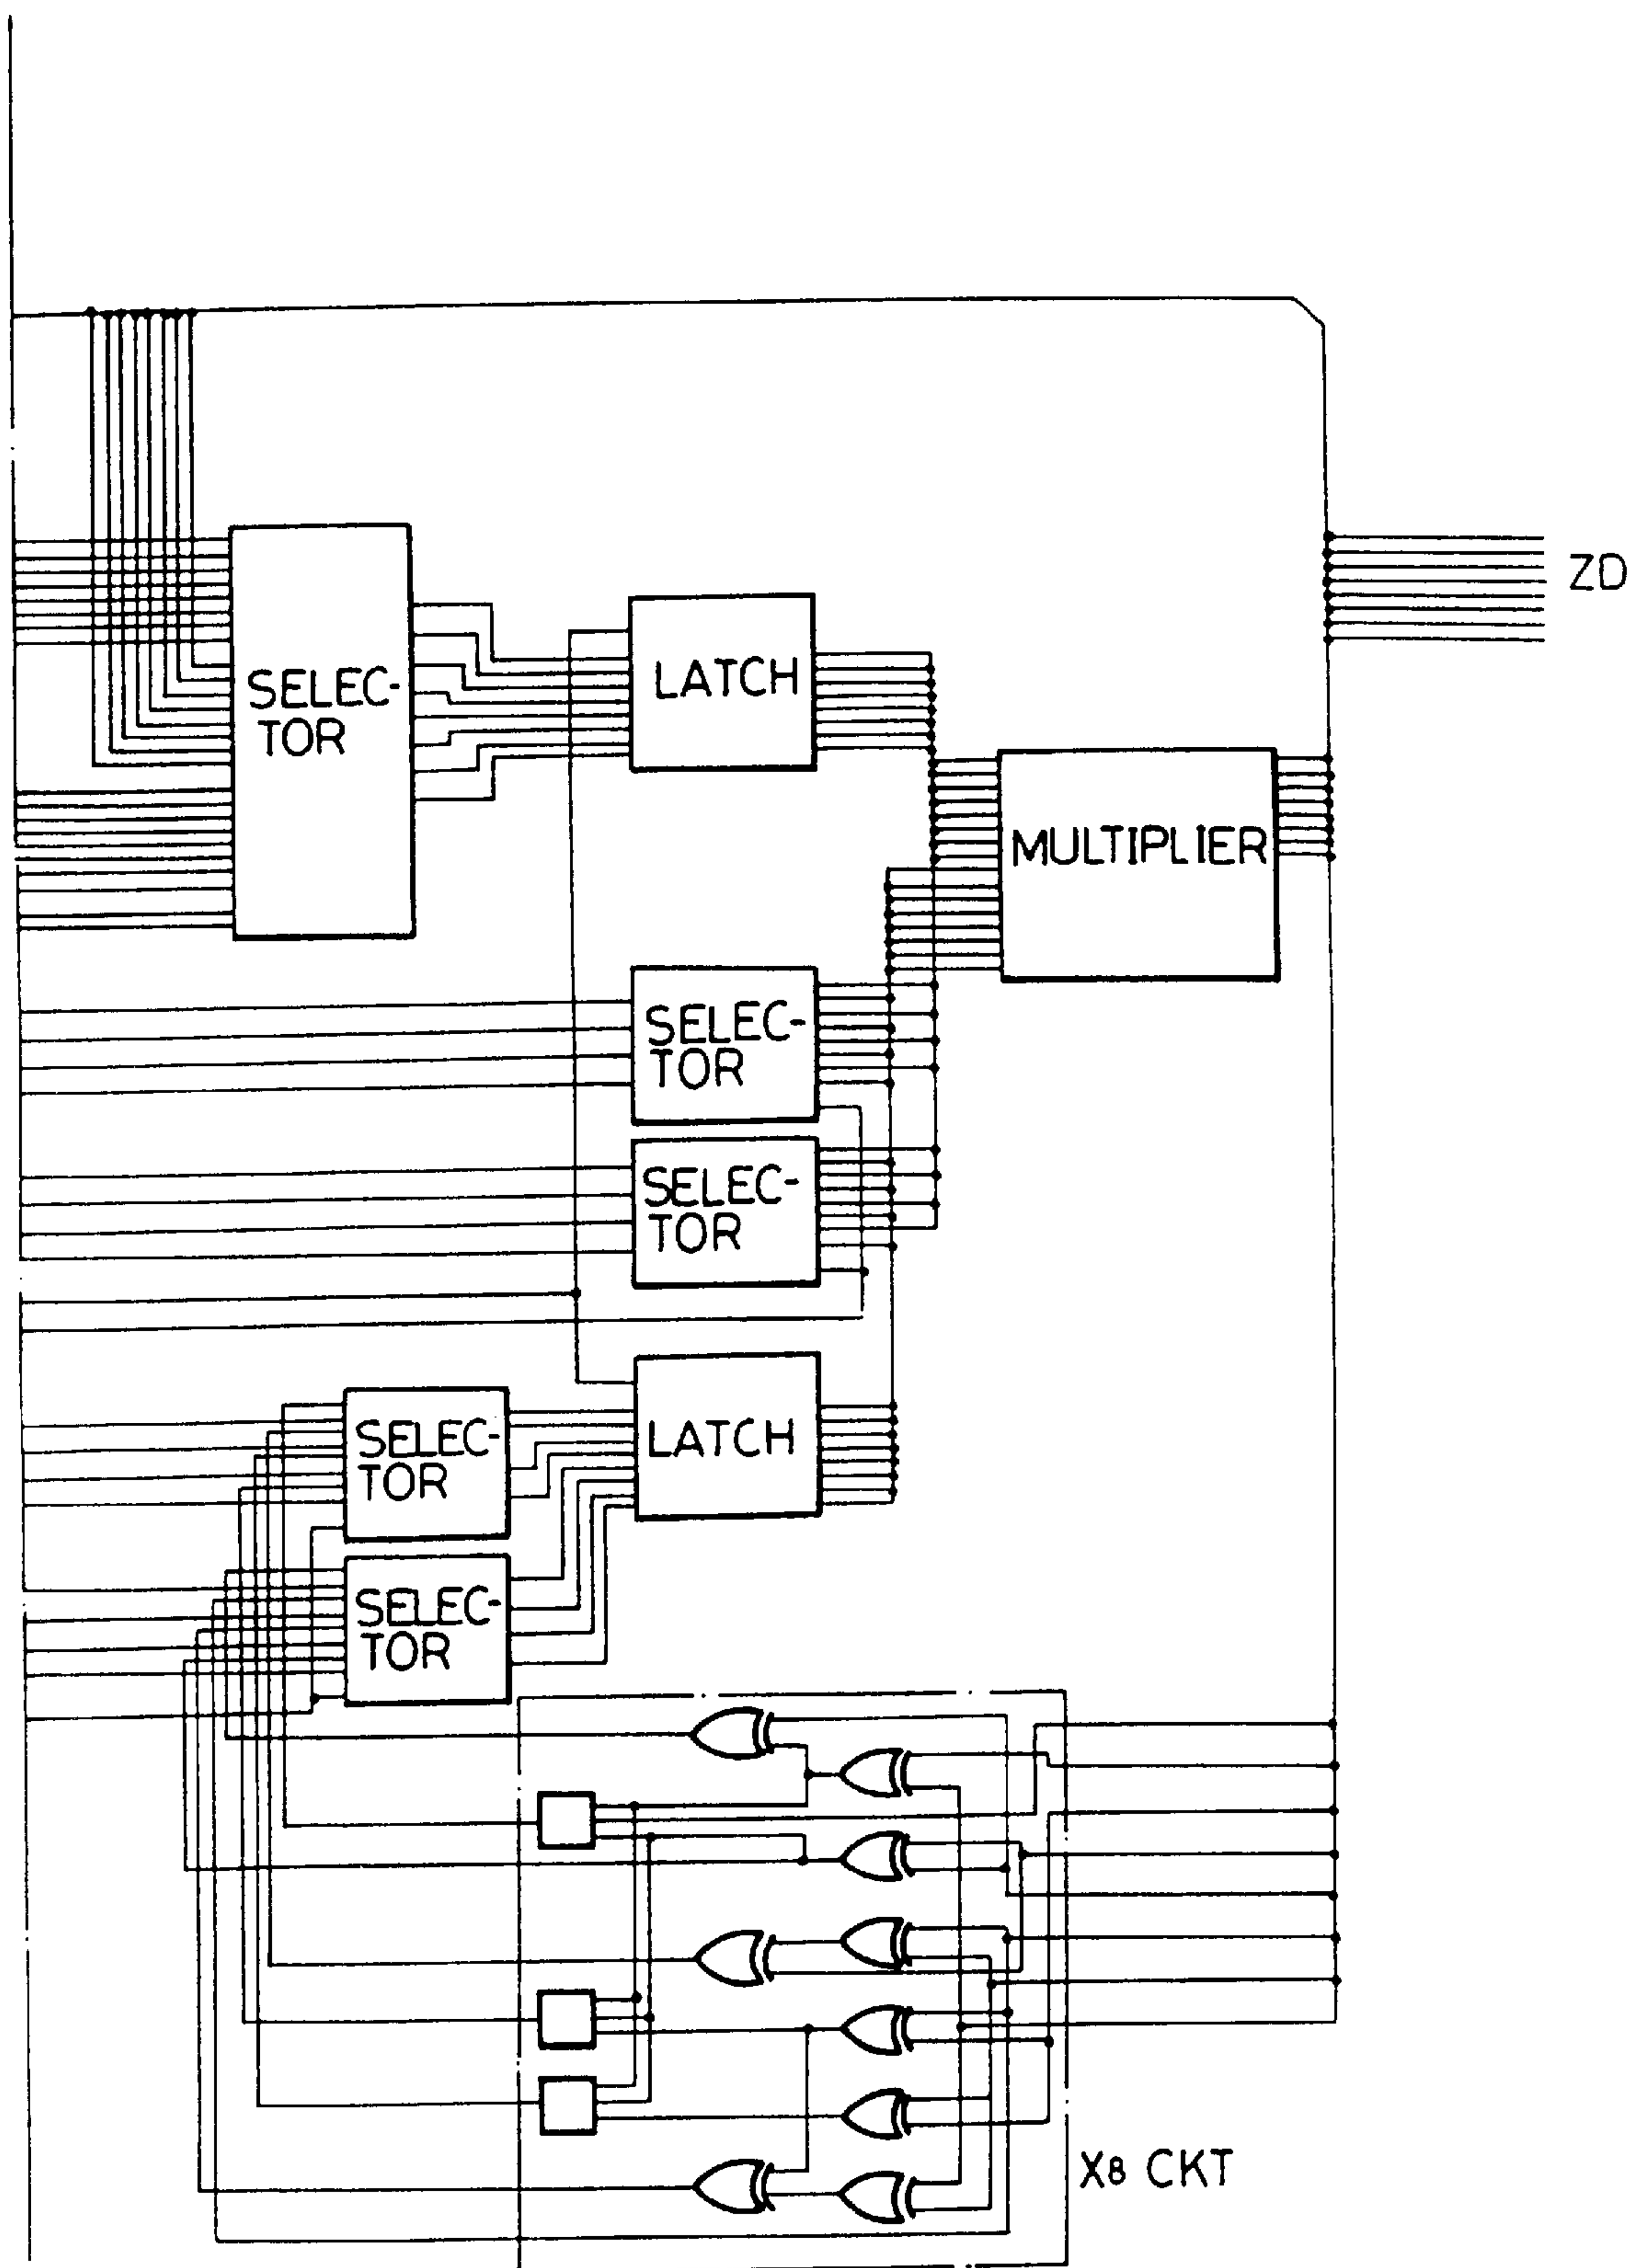 ZD
SELEC-
TOR
LATCH
MULTIPLIER
SELEC-
TOR
SELEC-
TOR
SELEC-
TOR
LATCH
SELEC-
TOR
X8 CKT